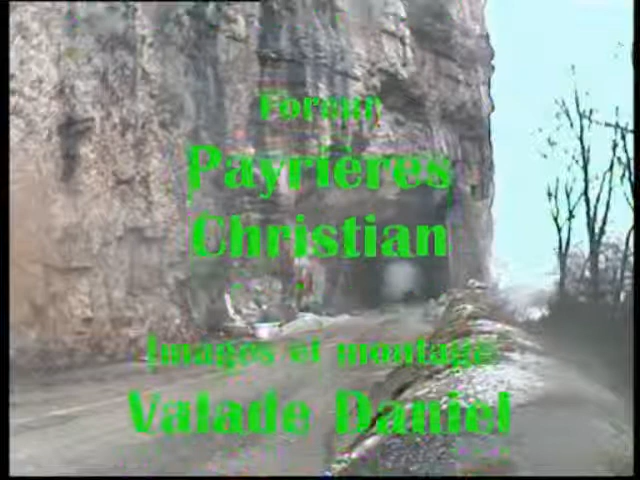 Foreur
Payrières
Christian
Images et montage
Valade Daniel